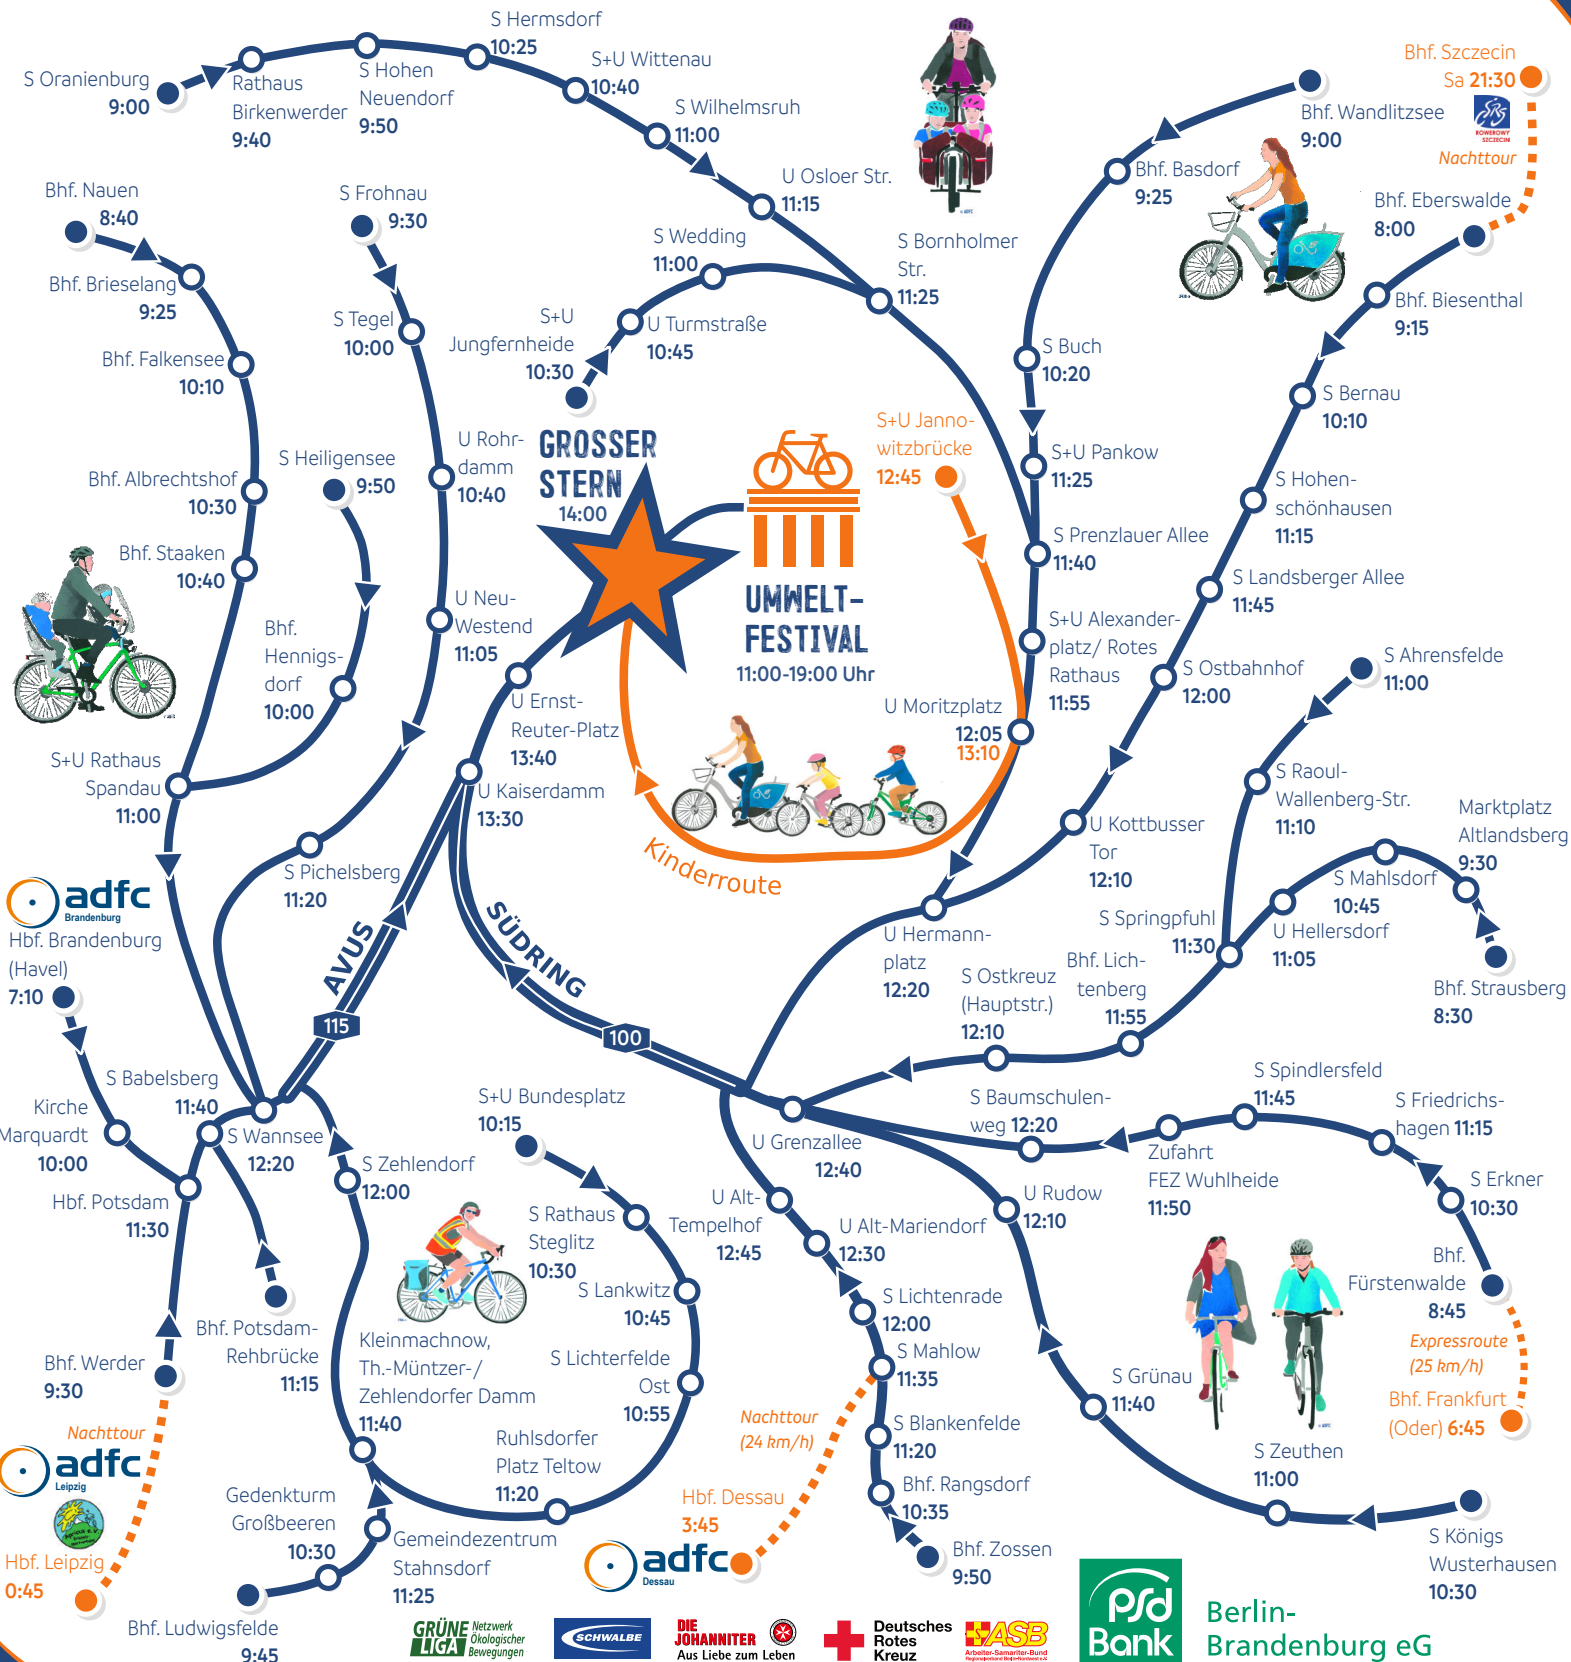 S Hermsdorf
10:25
S+U Wittenau
10:40
S Oranienburg
9:00
Rathaus
Birkenwerder
9:40
S Hohen
Neuendorf
9:50
S Wilhelmsruh
11:00
U Osloer Str.
11:15
Bhf. Wandlitzsee
9:00
Bhf. Szczecin
Sa 21:30
SRS
ROWEROWY
SZCZECIN
Nachttour
Bhf. Basdorf
9:25
Bhf. Eberswalde
8:00
Bhf. Nauen
8:40
S Frohnau
9:30
S Wedding
11:00
S Bornholmer
Str.
11:25
Bhf. Brieselang
9:25
S Tegel
10:00
S+U
Jungfernheide
10:30
U Turmstraße
10:45
Bhf. Biesenthal
9:15
Bhf. Falkensee
10:10
S Buch
10:20
S Bernau
10:10
GROSSER
STERN
14:00
S+U Janno-
witzbrücke
12:45
U Rohr-
damm
10:40
S Heiligensee
9:50
Bhf. Albrechtshof
10:30
S+U Pankow
11:25
S Hohen-
schönhausen
11:15
Bhf. Staaken
10:40
S Prenzlauer Allee
11:40
S Landsberger Allee
11:45
UMWELT-
FESTIVAL
11:00-19:00 Uhr
U Neu-
Westend
11:05
Bhf.
Hennigs-
dorf
10:00
S+U Alexander-
platz/ Rotes
Rathaus
11:55
S Ostbahnhof
12:00
S Ahrensfelde
11:00
U Ernst-
Reuter-Platz
13:40
U Moritzplatz
12:05
13:10
S+U Rathaus
Spandau
11:00
U Kaiserdamm
13:30
Kinderroute
U Kottbusser
Tor
12:10
S Raoul-
Wallenberg-Str.
11:10
Marktplatz
Altlandsberg
9:30
S Pichelsberg
11:20
S Mahlsdorf
10:45
adfc
Brandenburg
Hbf. Brandenburg
(Havel)
7:10
AVUS
115
SÜDRING
100
U Hermann-
platz
12:20
S Springpfuhl
11:30
U Hellersdorf
11:05
S Ostkreuz
(Hauptstr.)
12:10
Bhf. Lich-
tenberg
11:55
Bhf. Strausberg
8:30
S Babelsberg
11:40
Kirche
Marquardt
10:00
S Wannsee
12:20
S+U Bundesplatz
10:15
U Grenzallee
12:40
S Baumschulen-
weg 12:20
S Spindlersfeld
11:45
S Friedrichs-
hagen 11:15
Zufahrt
FEZ Wuhlheide
11:50
S Erkner
10:30
Hbf. Potsdam
11:30
S Zehlendorf
12:00
S Rathaus
Steglitz
10:30
U Alt-
Tempelhof
12:45
U Alt-Mariendorf
12:30
U Rudow
12:10
Bhf.
Fürstenwalde
8:45
S Lankwitz
10:45
S Lichtenrade
12:00
Bhf. Potsdam-
Rehbrücke
11:15
Bhf. Werder
9:30
Kleinmachnow,
Th.-Müntzer-/
Zehlendorfer Damm
11:40
S Lichterfelde
Ost
10:55
S Mahlow
11:35
S Grünau
11:40
Expressroute
(25 km/h)
Bhf. Frankfurt
(Oder) 6:45
Nachttour
(24 km/h)
S Blankenfelde
11:20
Nachttour
adfc
Leipzig
Ruhlsdorfer
Platz Teltow
11:20
S Zeuthen
11:00
Hbf. Dessau
3:45
Bhf. Rangsdorf
10:35
Gedenkturm
Großbeeren
10:30
Gemeindezentrum
Stahnsdorf
11:25
S Königs
Wusterhausen
10:30
adfc
Dessau
Bhf. Zossen
9:50
Hbf. Leipzig
0:45
Bhf. Ludwigsfelde
9:45
GRÜNE
LIGA
Netzwerk
Ökologischer
Bewegungen
SCHWALBE
DIE
JOHANNITER
Aus Liebe zum Leben
Deutsches
Rotes
Kreuz
ASB
Arbeiter-Samariter-Bund
Regionalverband Berlin-Nordwest e.V.
psd
Bank
Berlin-
Brandenburg eG